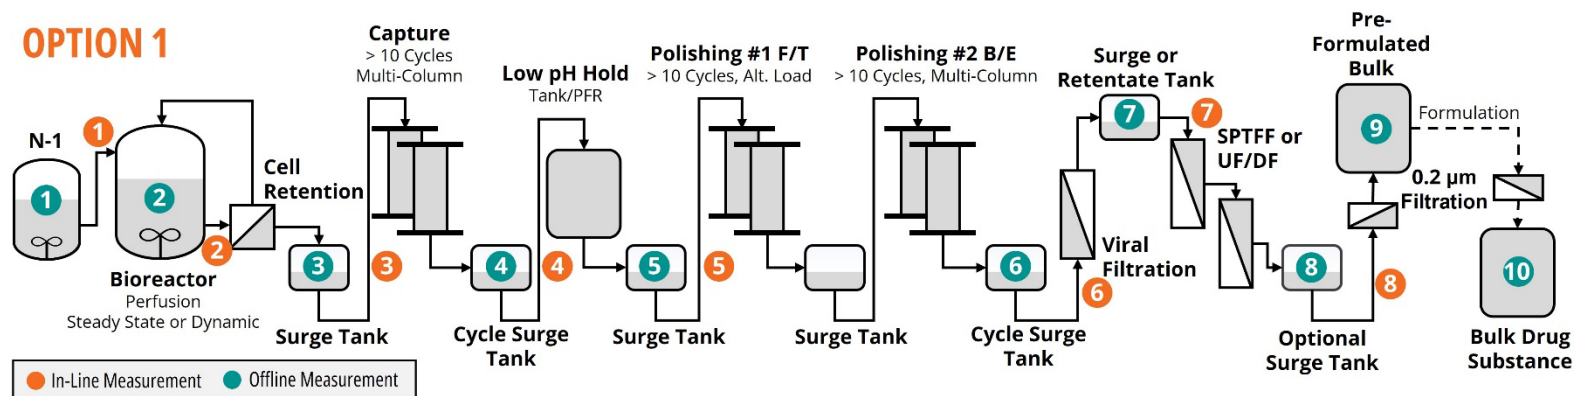 OPTION 1
N-1
1
1
2
Bioreactor
Perfusion
Steady State or Dynamic
2
Cell
Retention
3
Surge Tank
3
Capture
> 10 Cycles
Multi-Column
4
Cycle Surge
Tank
4
Low pH Hold
Tank/PFR
5
Surge Tank
5
Polishing #1 F/T
> 10 Cycles, Alt. Load
Surge Tank
Polishing #2 B/E
> 10 Cycles, Multi-Column
6
Cycle Surge
Tank
6
Viral
Filtration
Surge or
Retentate Tank
7
7
SPTFF or
UF/DF
8
Optional
Surge Tank
8
0.2 µm
Filtration
Pre-
Formulated
Bulk
9
Formulation
10
Bulk Drug
Substance
In-Line Measurement
Offline Measurement